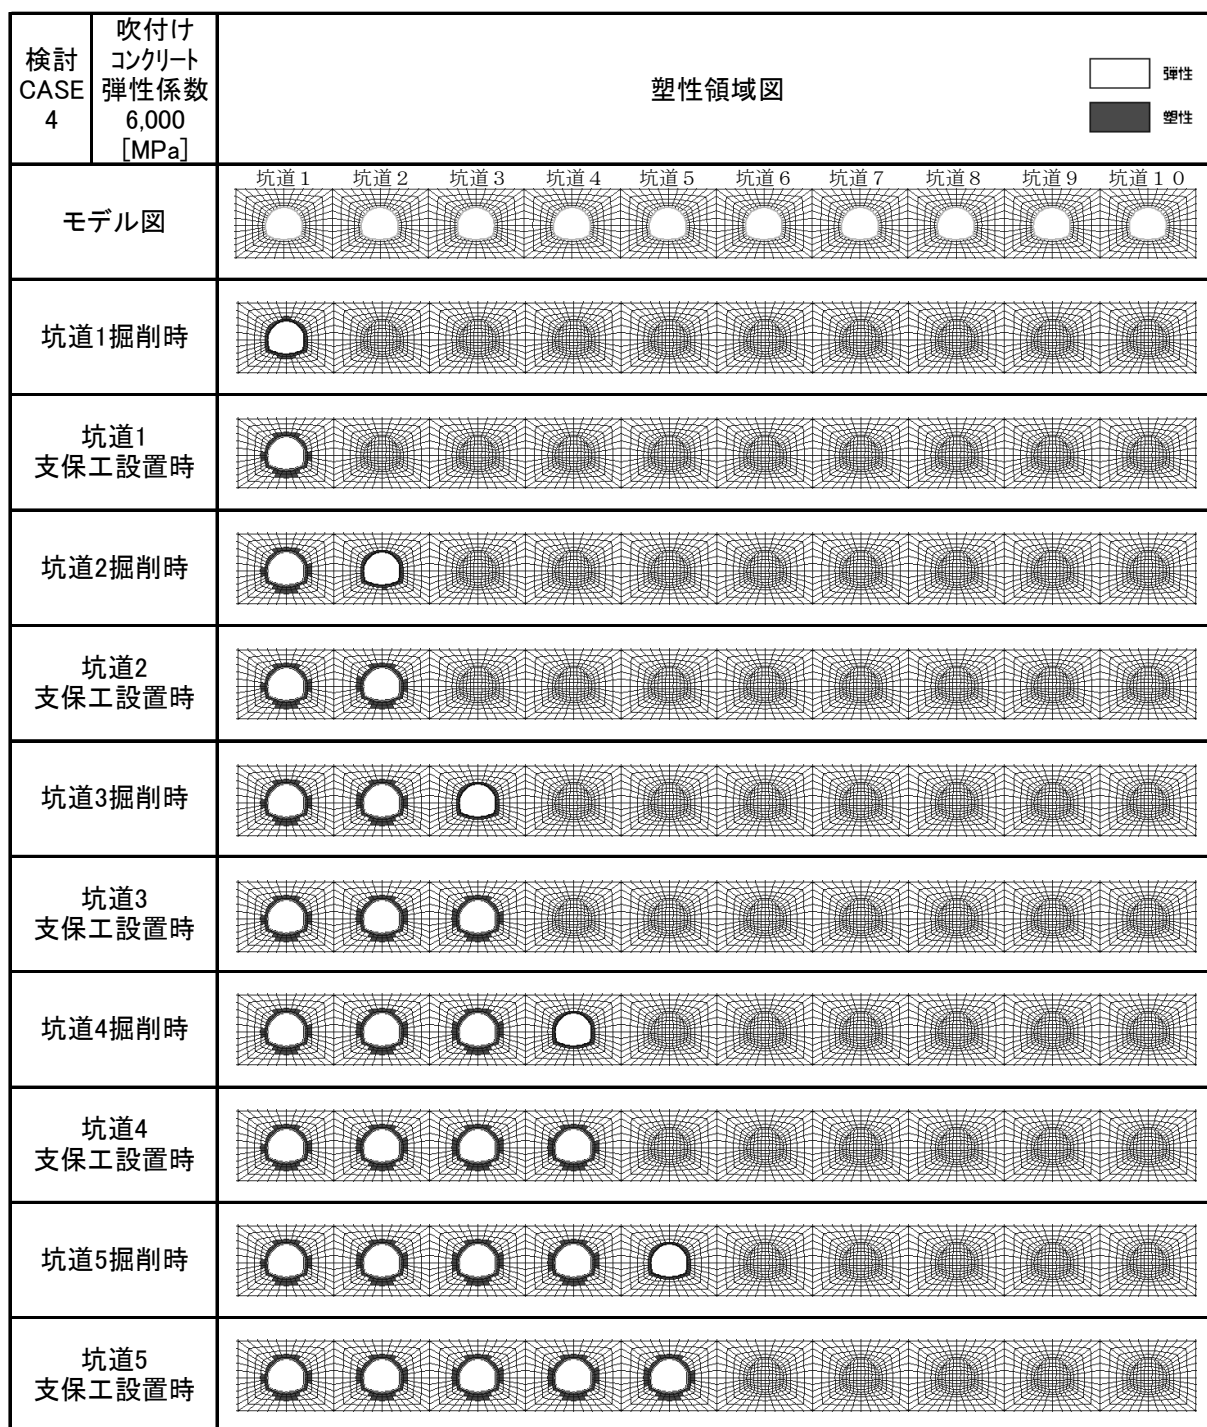 検討
CASE
4
吹付け
コンクリート
弾性係数
6,000
[MPa]
塑性領域図
弾性
塑性
モデル図
坑道1 坑道2 坑道3 坑道4 坑道5 坑道6 坑道7 坑道8 坑道9 坑道10
坑道1掘削時
坑道1
支保工設置時
坑道2掘削時
坑道2
支保工設置時
坑道3掘削時
坑道3
支保工設置時
坑道4掘削時
坑道4
支保工設置時
坑道5掘削時
坑道5
支保工設置時